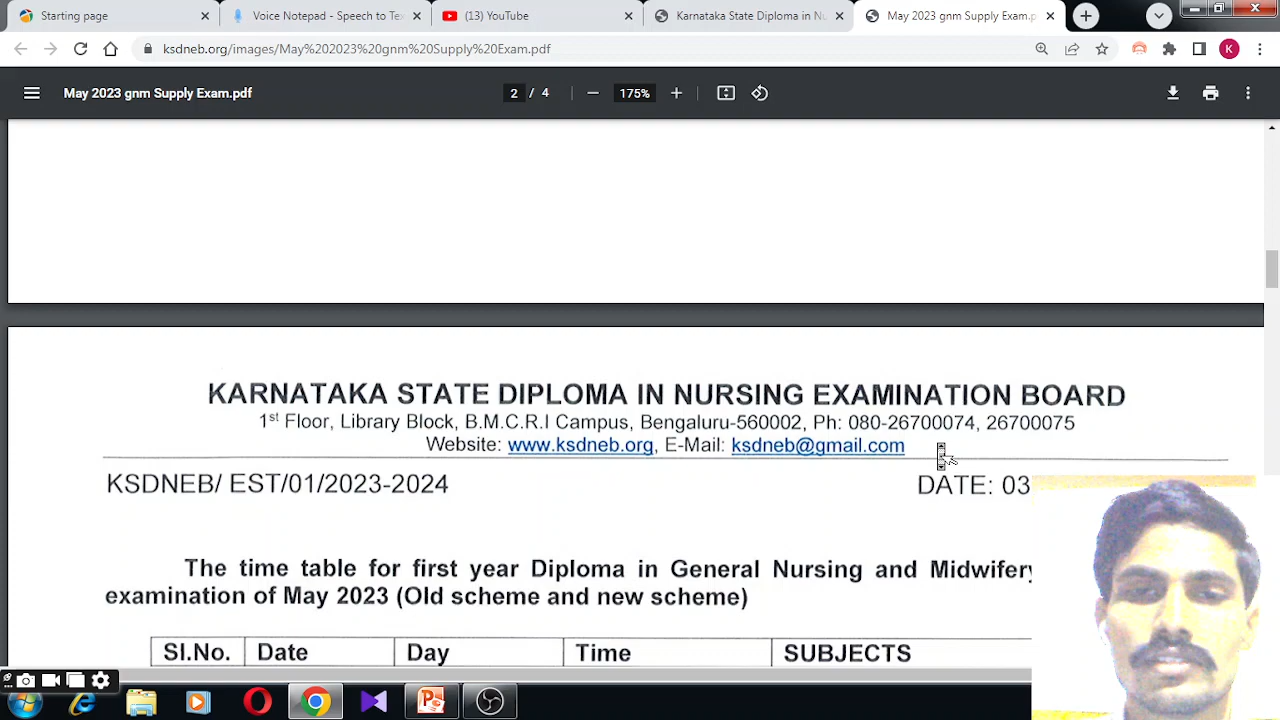 Starting page
Voice Notepad - Speech to Tex
(13) YouTube
Karnataka State Diploma in Nu
May 2023 gnm Supply Exam.p
ksdneb.org/images/May%202023%20gnm%20Supply%20Exam.pdf
K
May 2023 gnm Supply Exam.pdf
2 / 4
175%
KARNATAKA STATE DIPLOMA IN NURSING EXAMINATION BOARD
1st Floor, Library Block, B.M.C.R.I Campus, Bengaluru-560002, Ph: 080-26700074, 26700075
Website: www.ksdneb.org, E-Mail: ksdneb@gmail.com
KSDNEB/ EST/01/2023-2024 DATE: 03
The time table for first year Diploma in General Nursing and Midwifery
examination of May 2023 (Old scheme and new scheme)
Sl.No. Date Day Time SUBJECTS